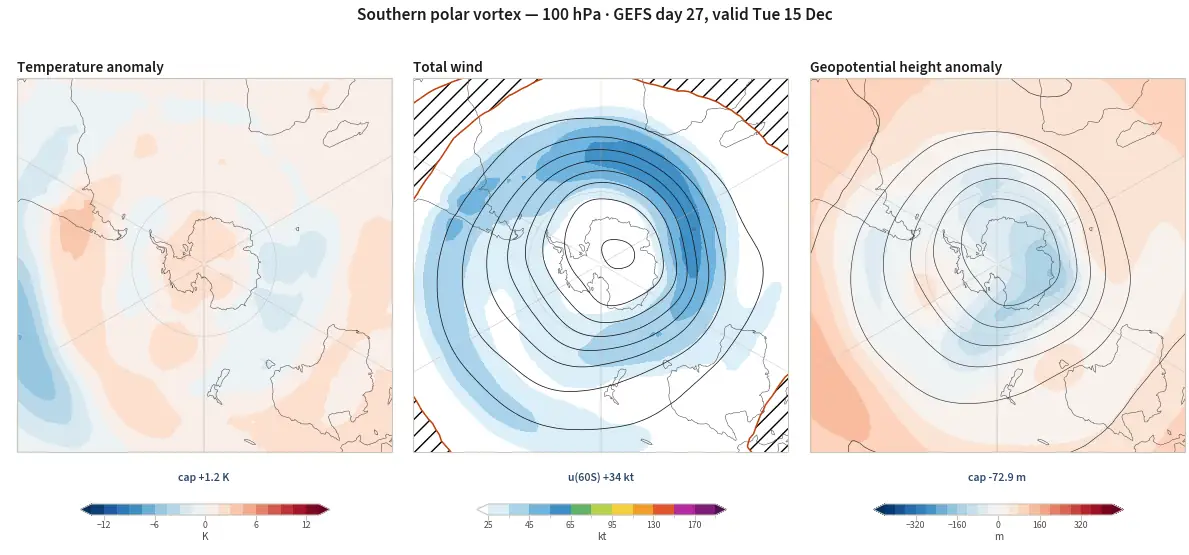 Southern polar vortex — 100 hPa · GEFS day 27, valid Tue 15 Dec
Temperature anomaly
Total wind
Geopotential height anomaly
cap +1.2 K
u(60S) +34 kt
cap -72.9 m
−12 −6 0 6 12
K
25 45 65 95 130 170
kt
−320 −160 0 160 320
m